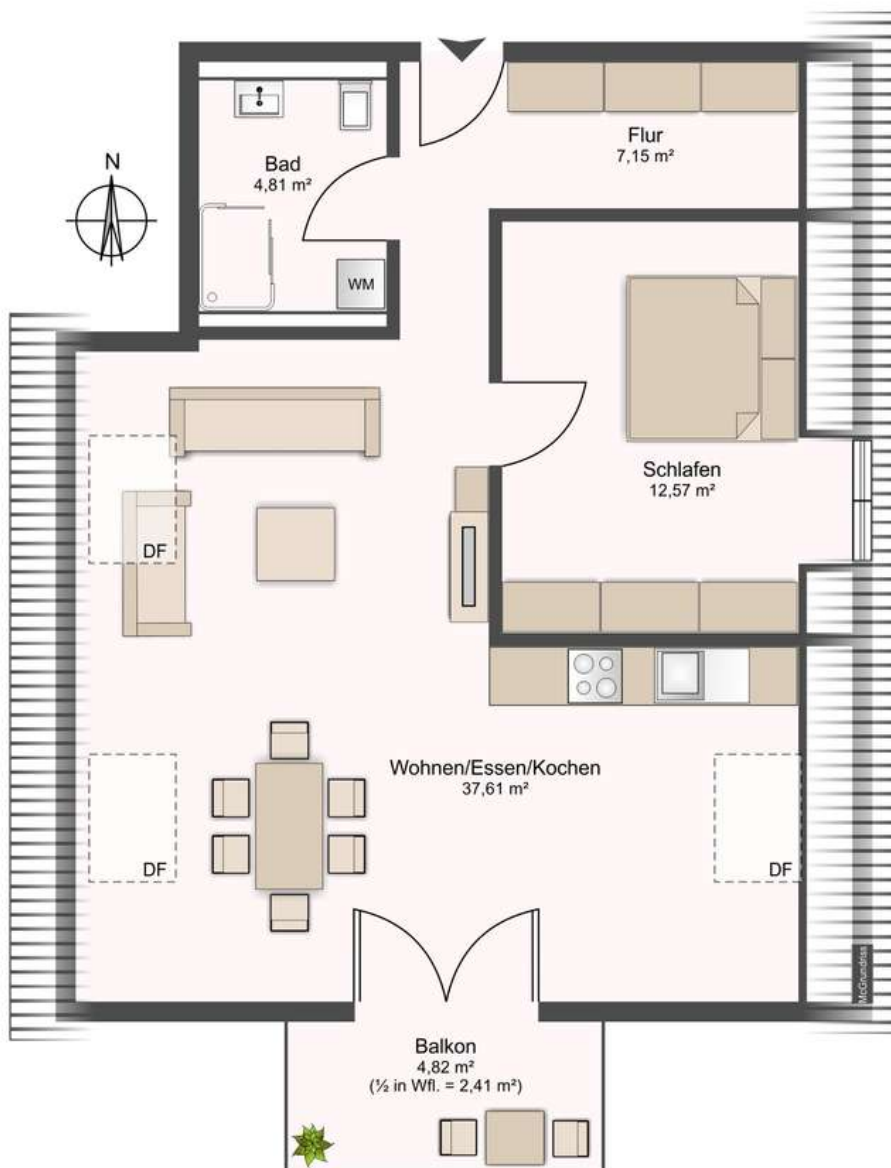 Flur
7,15 m²
Bad
4,81 m²
N
WM
Schlafen
12,57 m²
DF
Wohnen/Essen/Kochen
37,61 m²
DF
DF
McGrundriss
Balkon
4,82 m²
(½ in Wfl. = 2,41 m²)